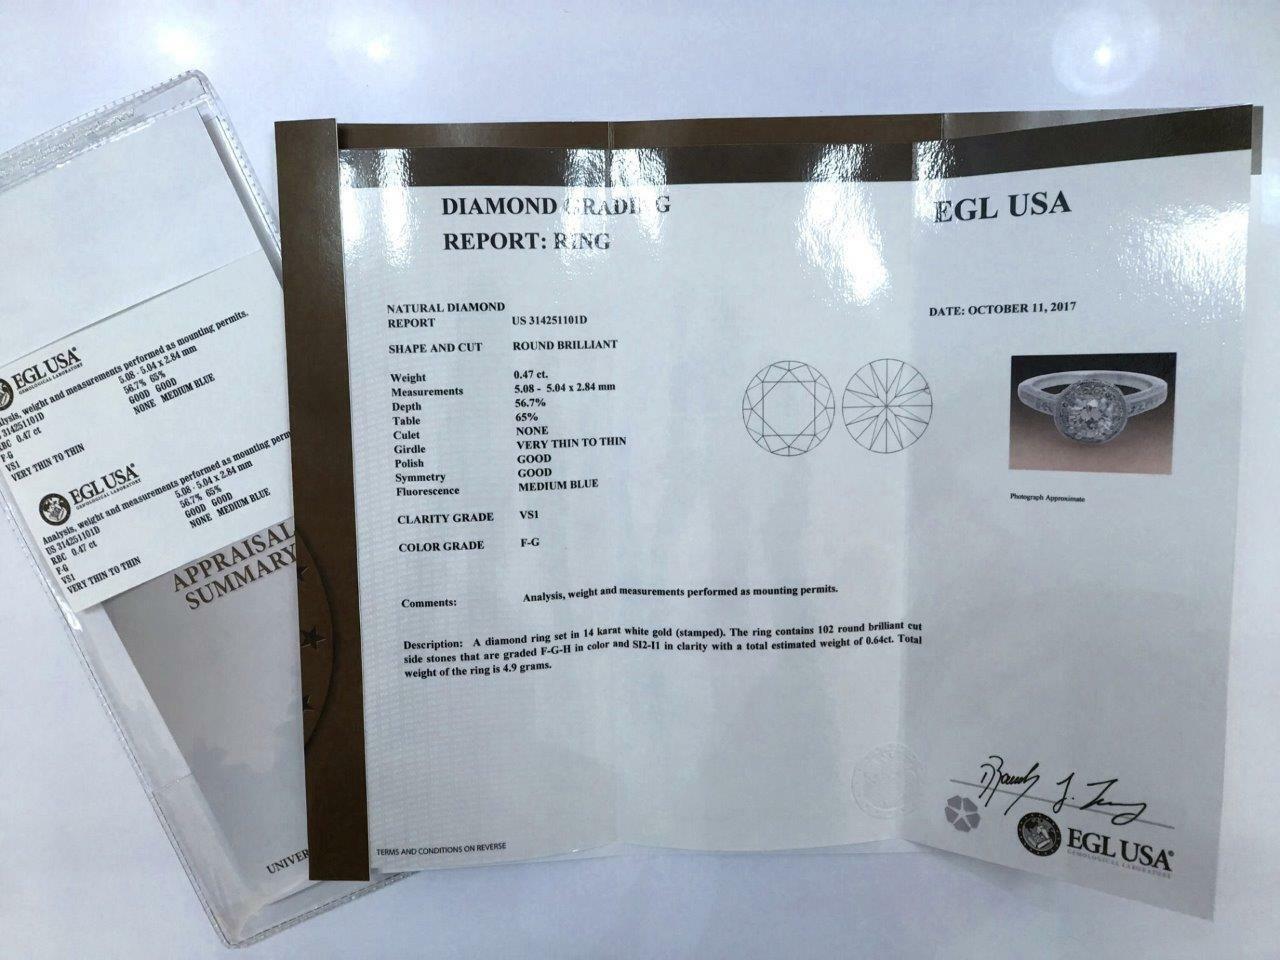 EGL USA
GEMOLOGICAL LABORATORY
Analysis, weight and measurements performed as mounting permits.
314251101D 5.08 - 5.04 x 2.84 mm
RBC 0.47 ct 56.7% 65%
F-G GOOD GOOD
VS1 NONE MEDIUM BLUE
VERY THIN TO THIN
EGL USA
GEMOLOGICAL LABORATORY
Analysis, weight and measurements performed as mounting perm
US 314251101D 5.08 - 5.04 x 2.84 mm
RBC 0.47 ct 56.7% 65%
F-G GOOD GOOD
VS1 NONE MEDIUM BLUE
VERY THIN TO THIN
APPRAISAL
SUMMARY
UNIVER
DIAMOND GRADING
REPORT: RING
NATURAL DIAMOND
REPORT US 314251101D
SHAPE AND CUT ROUND BRILLIANT
Weight 0.47 ct.
Measurements 5.08 - 5.04 x 2.84 mm
Depth 56.7%
Table 65%
Culet NONE
Girdle VERY THIN TO THIN
Polish GOOD
Symmetry GOOD
Fluorescence MEDIUM BLUE
CLARITY GRADE VS1
COLOR GRADE F-G
Comments: Analysis, weight and measurements performed as mounting permits.
Description: A diamond ring set in 14 karat white gold (stamped). The ring contains 102 round brilliant cut
side stones that are graded F-G-H in color and SI2-I1 in clarity with a total estimated weight of 0.64ct. Total
weight of the ring is 4.9 grams.
TERMS AND CONDITIONS ON REVERSE
EGL USA
DATE: OCTOBER 11, 2017
Photograph Approximate
EGL USA
GEMOLOGICAL LABORATORY